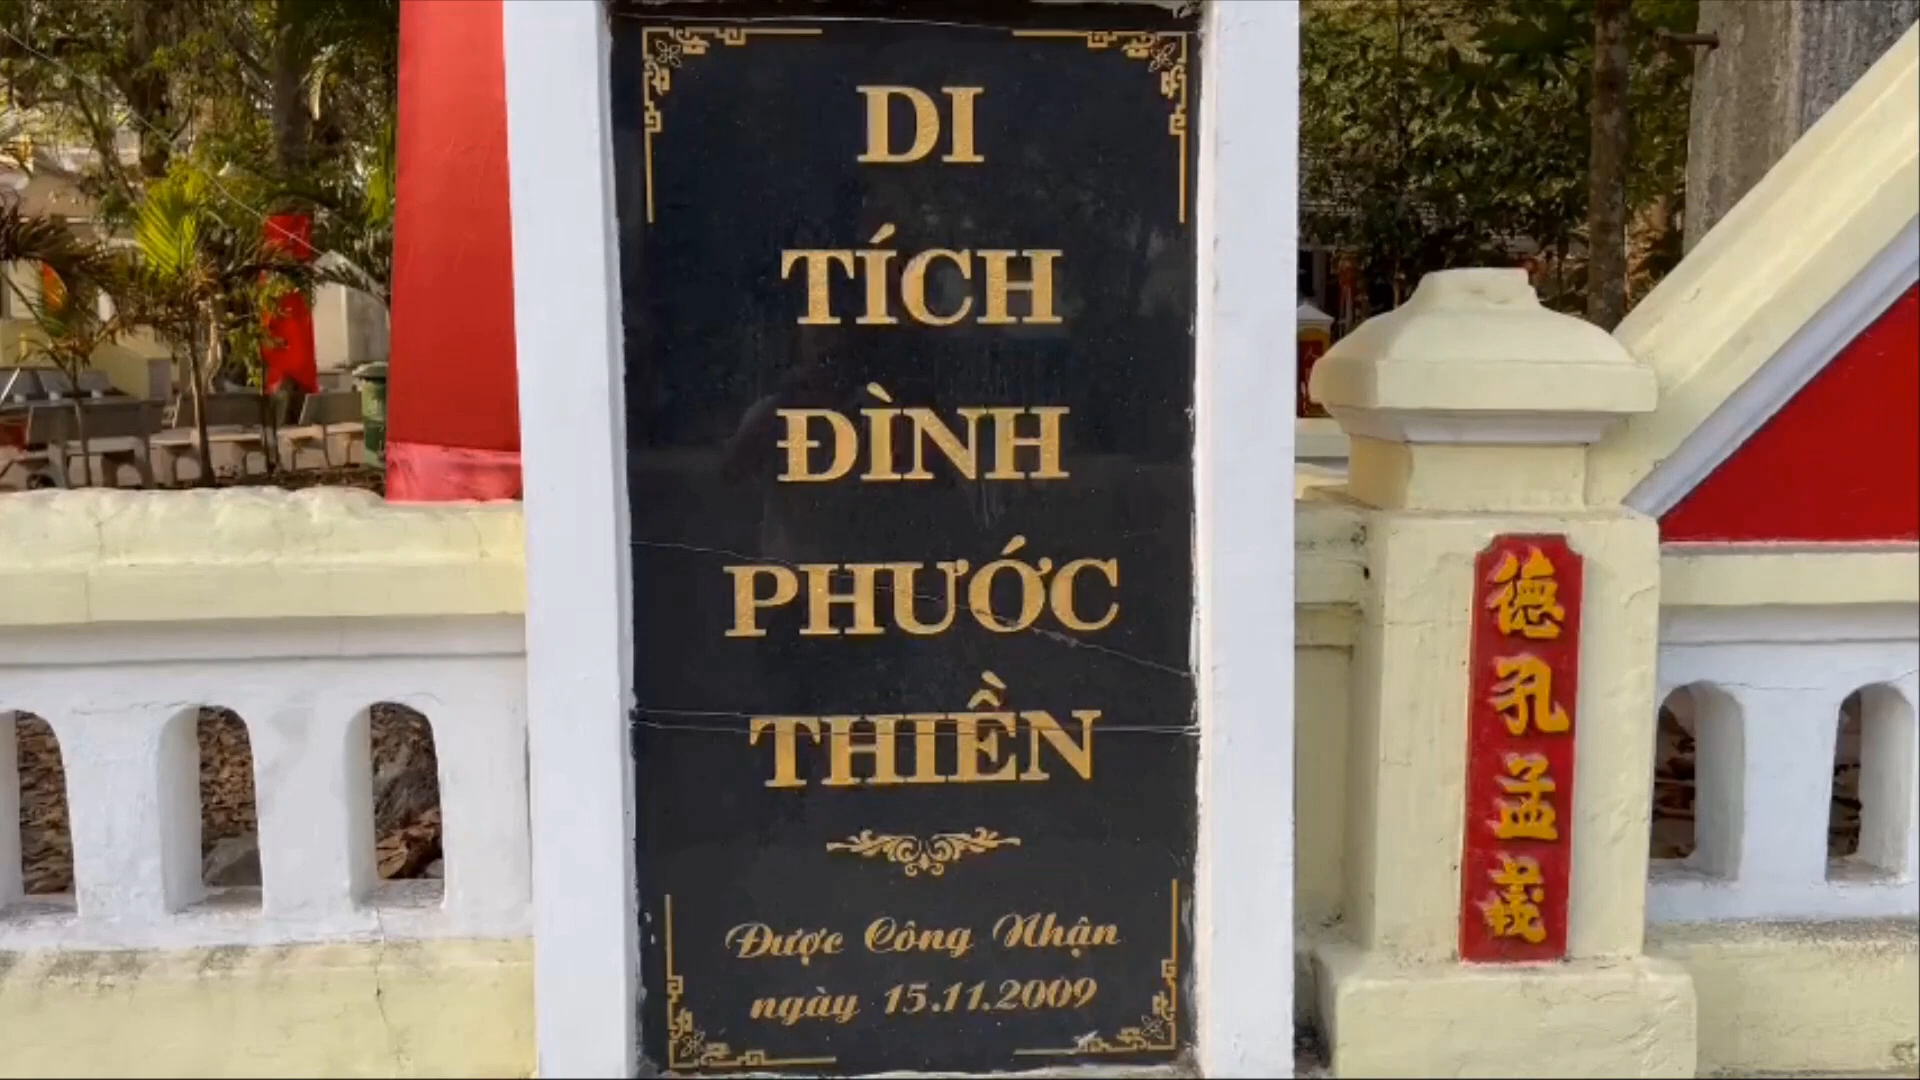 DI
TÍCH
ĐÌNH
PHƯỚC
THIỀN
Được Công Nhận
ngày 15.11.2009
德孔孟義